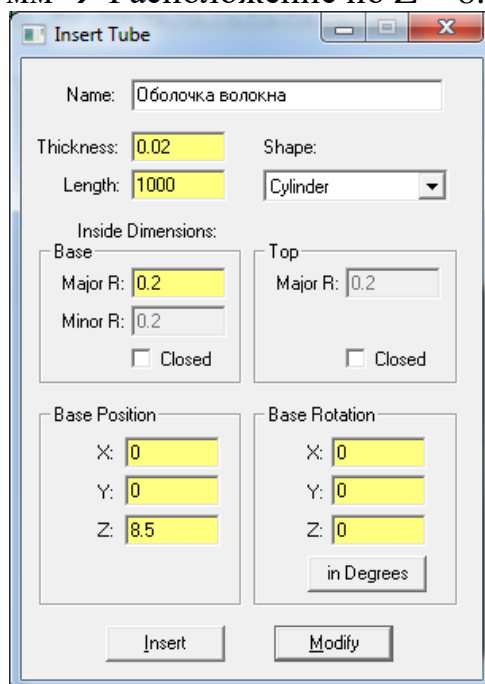 Insert Tube
Name: Оболочка волокна
Thickness: 0.02 Shape:
Length: 1000 Cylinder
Inside Dimensions:
Base Top
Major R: 0.2 Major R: 0.2
Minor R: 0.2
Closed Closed
Base Position Base Rotation
X: 0 X: 0
Y: 0 Y: 0
Z: 8.5 Z: 0
in Degrees
Insert Modify